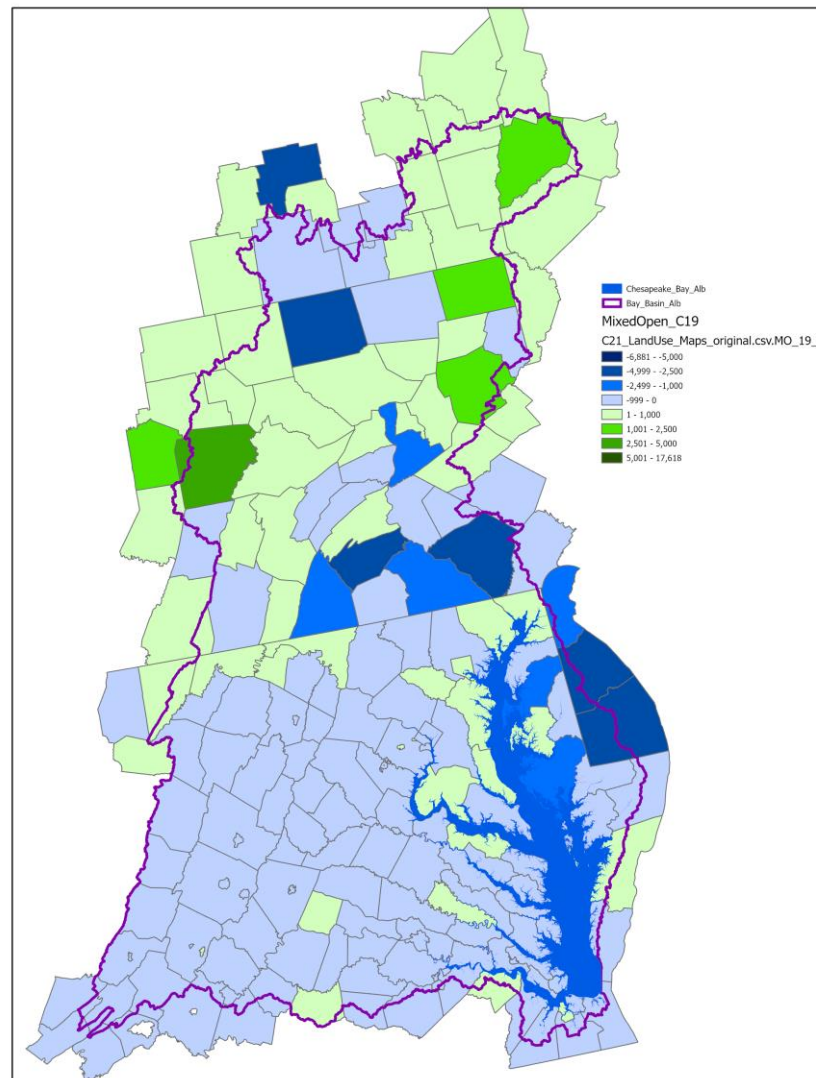 Chesapeake_Bay_Alb
Bay_Basin_Alb
MixedOpen_C19
C21_LandUse_Maps_original.csv.MO_19_
-6,881 - -5,000
-4,999 - -2,500
-2,499 - -1,000
-999 - 0
1 - 1,000
1,001 - 2,500
2,501 - 5,000
5,001 - 17,618